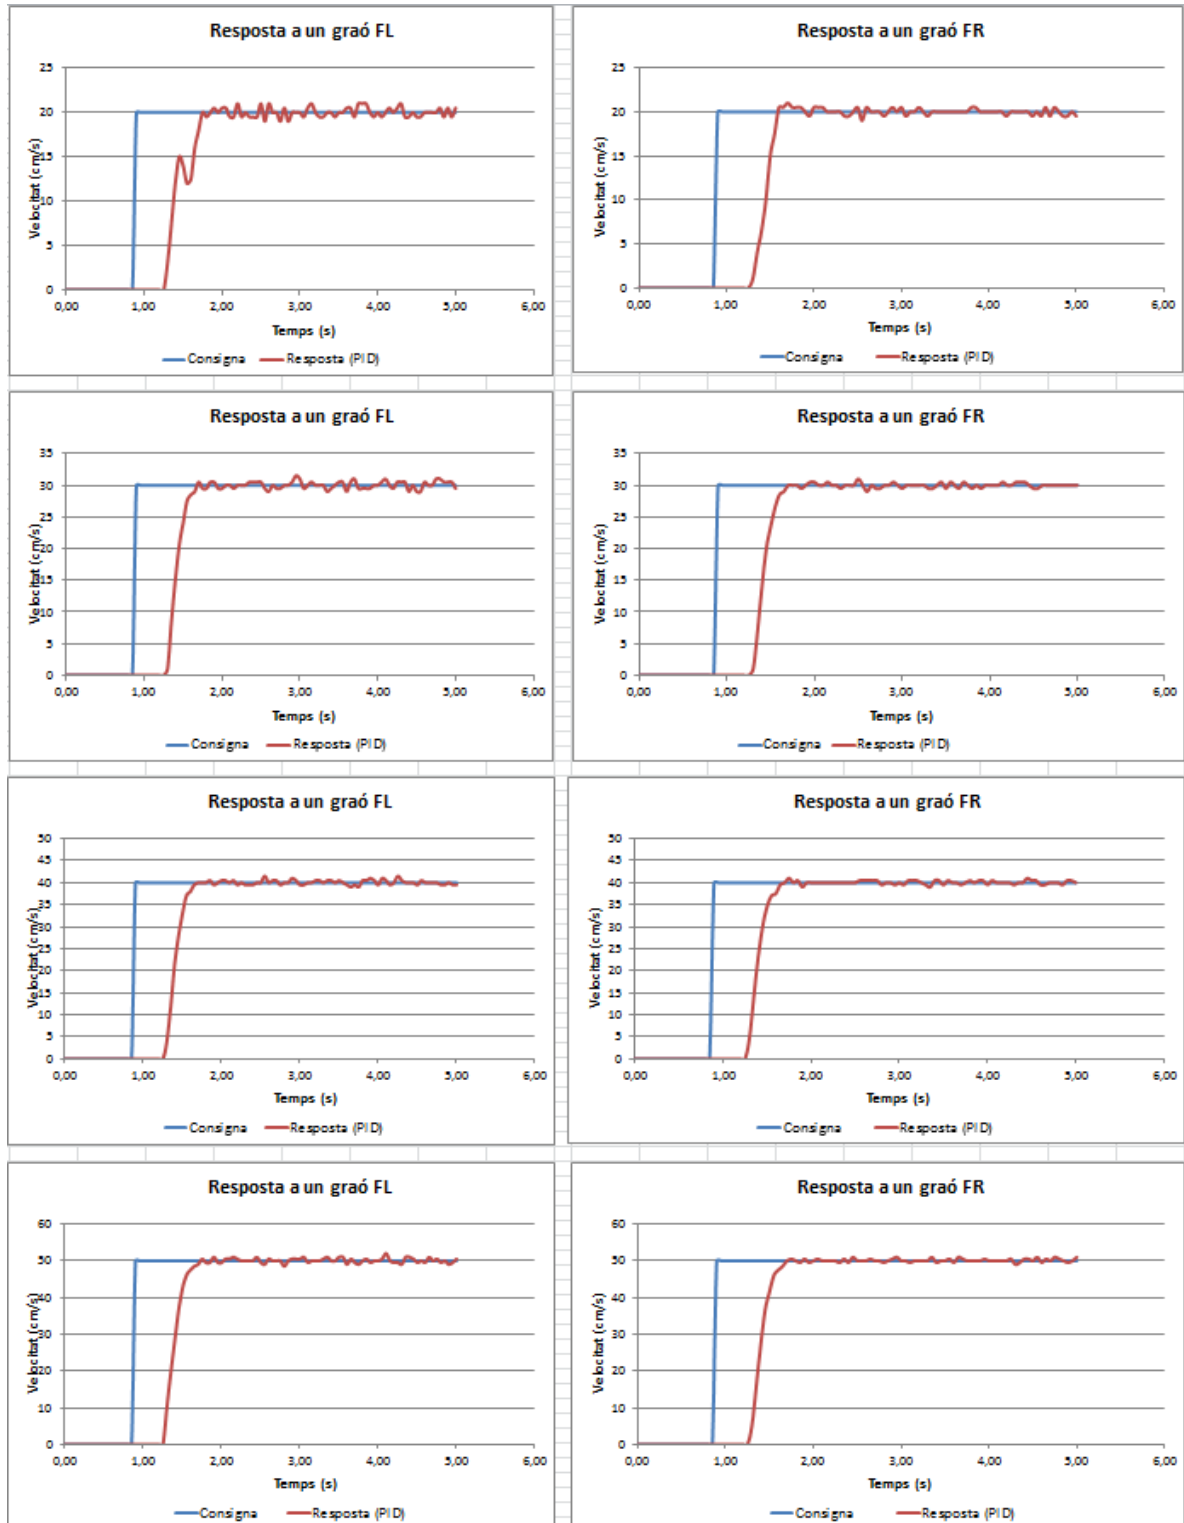 Resposta a un graó FL
Velocitat (cm/s)
25
20
15
10
5
0
0,00 1,00 2,00 3,00 4,00 5,00 6,00
Temps (s)
Consigna Resposta (PID)
Resposta a un graó FR
Velocitat (cm/s)
25
20
15
10
5
0
0,00 1,00 2,00 3,00 4,00 5,00 6,00
Temps (s)
Consigna Resposta (PID)
Resposta a un graó FL
Velocitat (cm/s)
35
30
25
20
15
10
5
0
0,00 1,00 2,00 3,00 4,00 5,00 6,00
Temps (s)
Consigna Resposta (PID)
Resposta a un graó FR
Velocitat (cm/s)
35
30
25
20
15
10
5
0
0,00 1,00 2,00 3,00 4,00 5,00 6,00
Temps (s)
Consigna Resposta (PID)
Resposta a un graó FL
Velocitat (cm/s)
50
45
40
35
30
25
20
15
10
5
0
0,00 1,00 2,00 3,00 4,00 5,00 6,00
Temps (s)
Consigna Resposta (PID)
Resposta a un graó FR
Velocitat (cm/s)
50
45
40
35
30
25
20
15
10
5
0
0,00 1,00 2,00 3,00 4,00 5,00 6,00
Temps (s)
Consigna Resposta (PID)
Resposta a un graó FL
Velocitat (cm/s)
60
50
40
30
20
10
0
0,00 1,00 2,00 3,00 4,00 5,00 6,00
Temps (s)
Consigna Resposta (PID)
Resposta a un graó FR
Velocitat (cm/s)
60
50
40
30
20
10
0
0,00 1,00 2,00 3,00 4,00 5,00 6,00
Temps (s)
Consigna Resposta (PID)